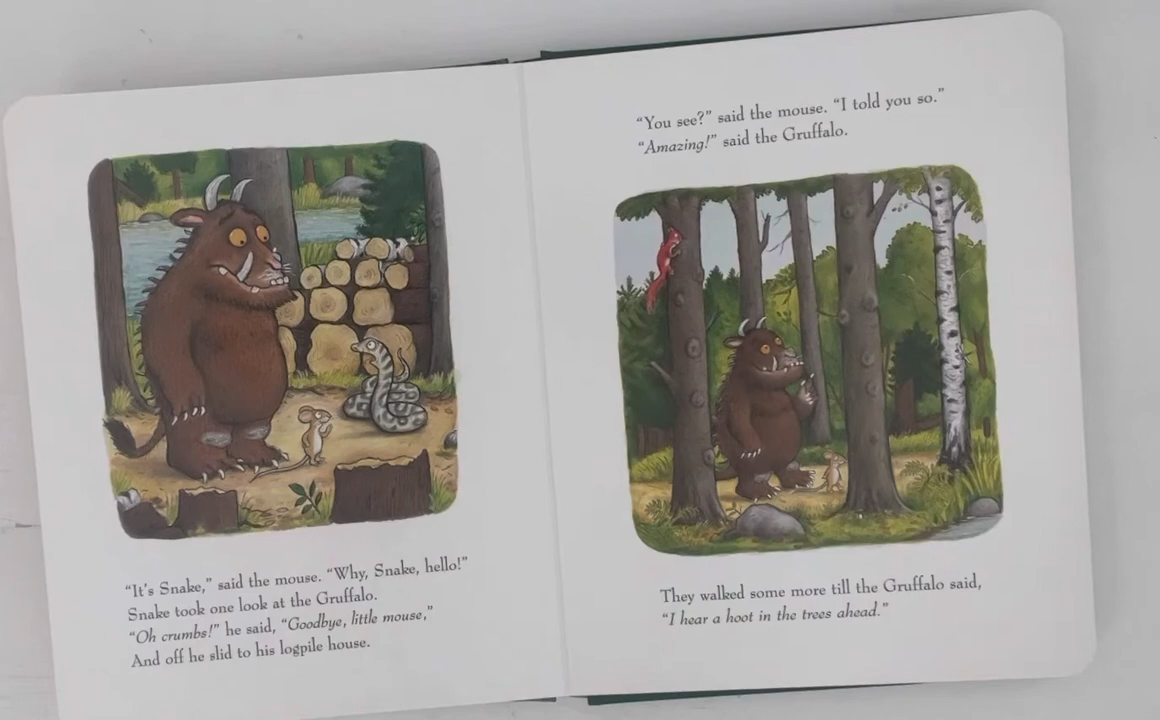 “It's Snake,” said the mouse. “Why, Snake, hello!”
Snake took one look at the Gruffalo.
“Oh crumbs!” he said, “Goodbye, little mouse,”
And off he slid to his logpile house.
“You see?” said the mouse. “I told you so.”
“Amazing!” said the Gruffalo.
They walked some more till the Gruffalo said,
“I hear a hoot in the trees ahead.”